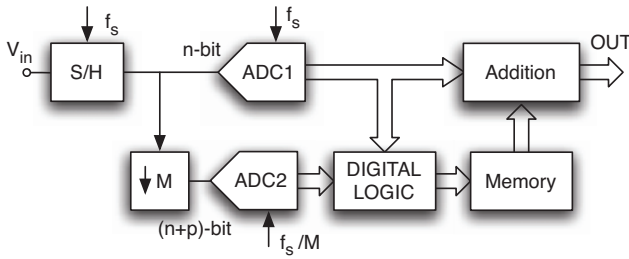 f_s
f_s
V_in
n-bit
OUT
S/H
ADC1
Addition
↓ M
ADC2
DIGITAL
LOGIC
Memory
(n+p)-bit
f_s /M